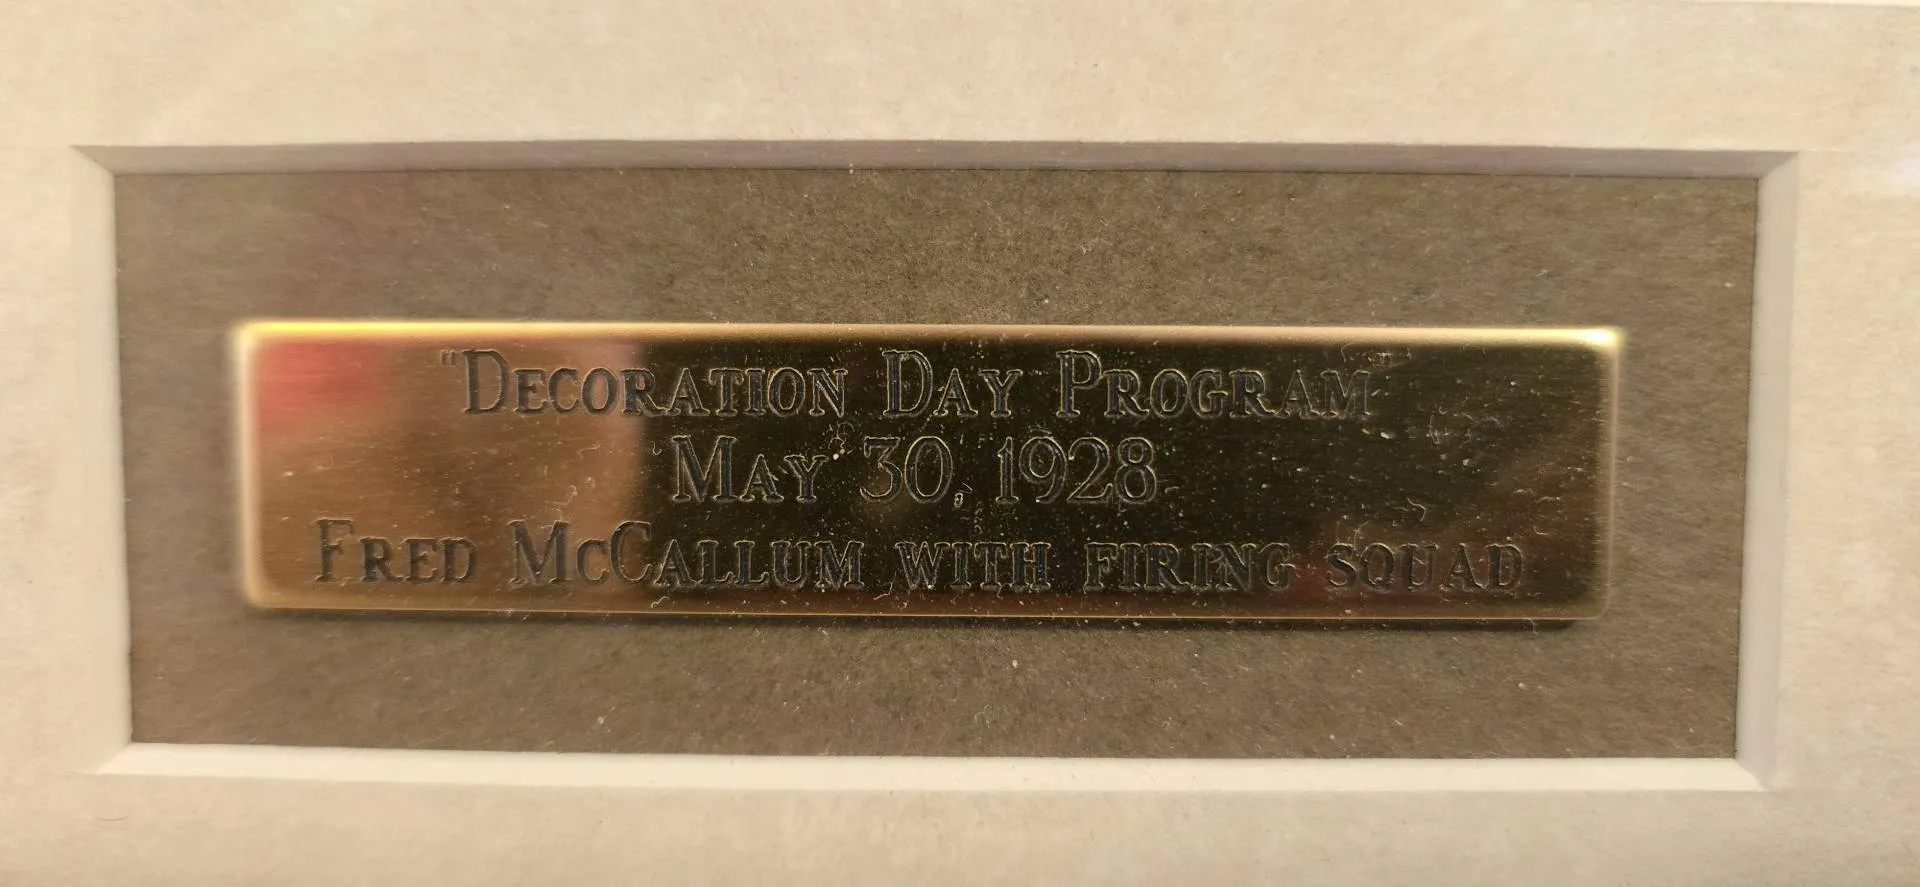 "Decoration Day Program
May 30, 1928
Fred McCallum with firing squad